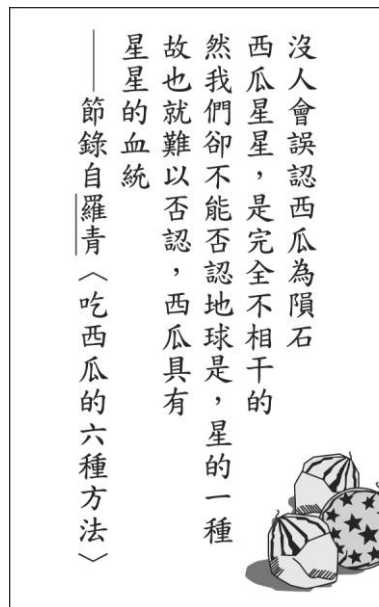 沒人會誤認西瓜為隕石
西瓜星星，是完全不相干的
然我們卻不能否認地球是，星的一種
故也就難以否認，西瓜具有
星星的血統
——節錄自羅青〈吃西瓜的六種方法〉